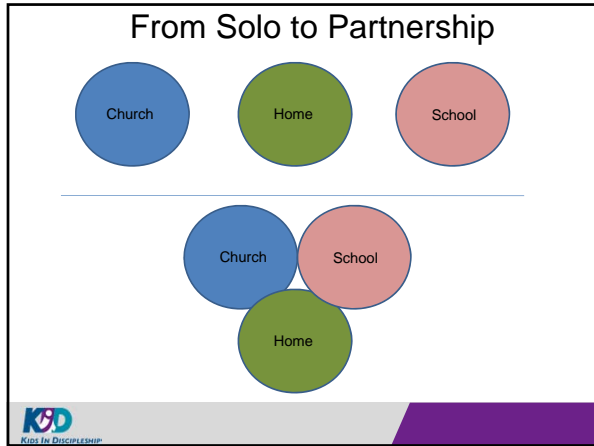 From Solo to Partnership
Church
Home
School
Church
School
Home
KID
KIDS IN DISCIPLESHIP